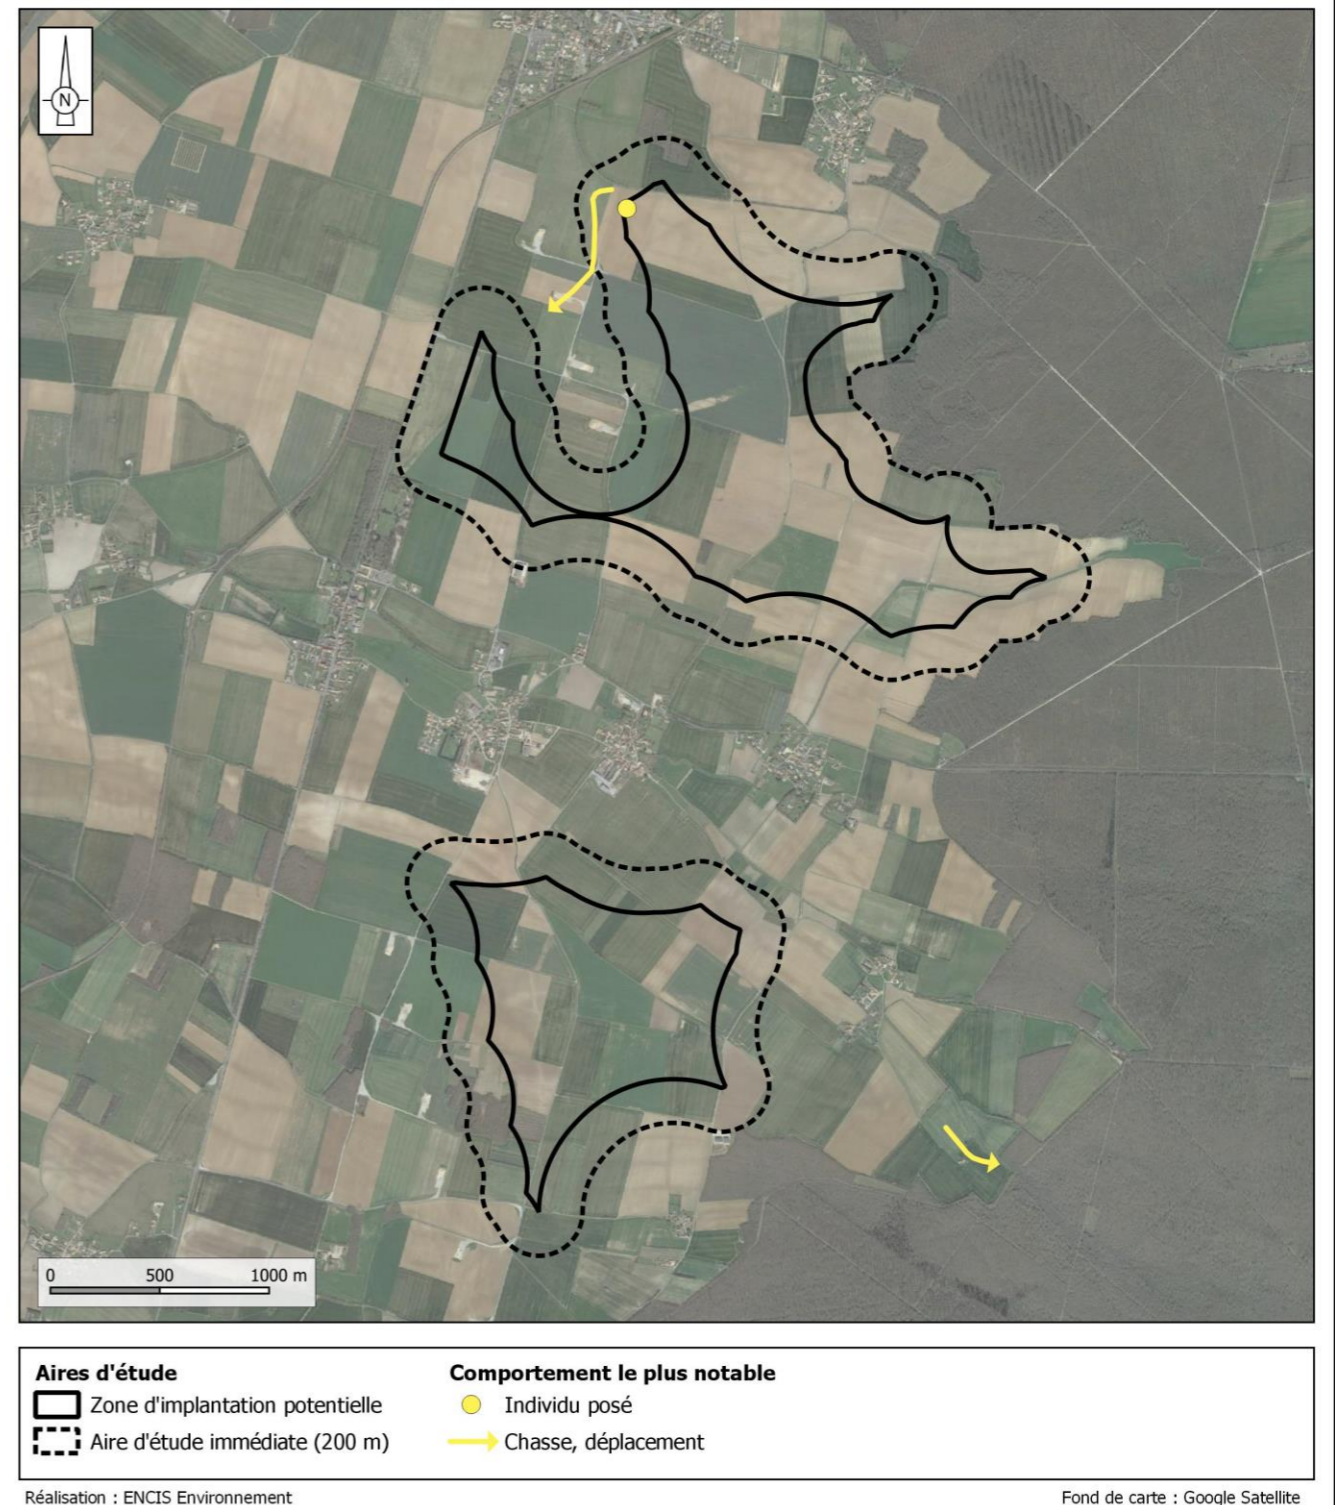 N
0 500 1000 m
Aires d'étude
Zone d'implantation potentielle
Aire d'étude immédiate (200 m)
Comportement le plus notable
Individu posé
Chasse, déplacement
Réalisation : ENCIS Environnement
Fond de carte : Google Satellite